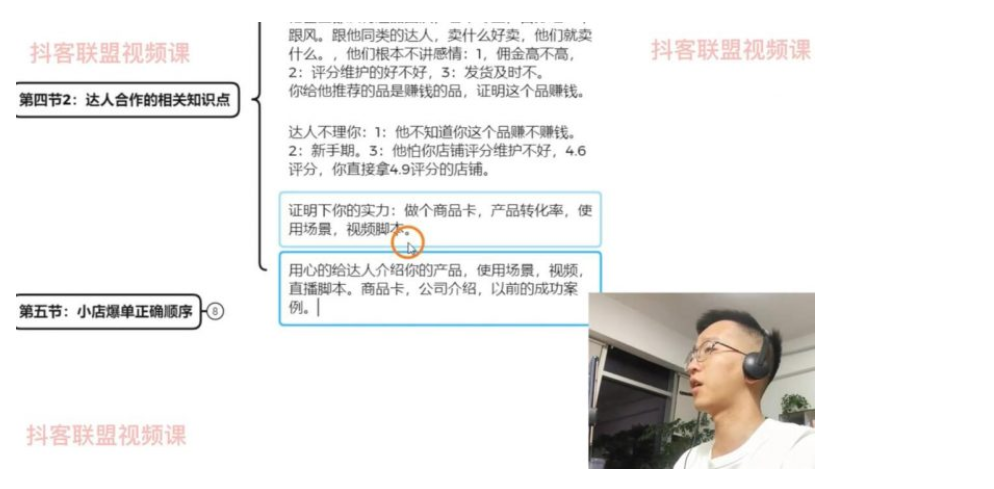 跟风。跟他同类的达人，卖什么好卖，他们就卖
什么。，他们根本不讲感情：1，佣金高不高，
2：评分维护的好不好，3：发货及时不。
你给他推荐的品是赚钱的品，证明这个品赚钱。
达人不理你：1：他不知道你这个品赚不赚钱。
2：新手期。3：他怕你店铺评分维护不好，4.6
评分，你直接拿4.9评分的店铺。
证明下你的实力：做个商品卡，产品转化率，使
用场景，视频脚本。
用心的给达人介绍你的产品，使用场景，视频，
直播脚本。商品卡，公司介绍，以前的成功案
例。
第四节2：达人合作的相关知识点
第五节：小店爆单正确顺序
8
抖客联盟视频课
抖客联盟视频课
抖客联盟视频课